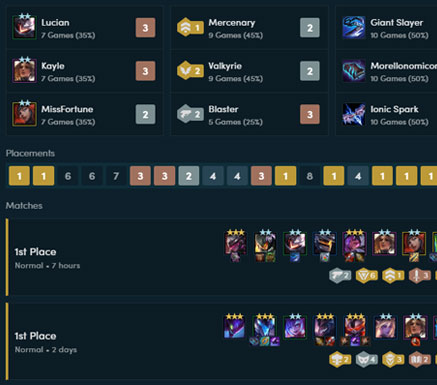 Lucian
7 Games (35%)
3
1
Mercenary
9 Games (45%)
2
Giant Slayer
10 Games (50%)
Kayle
7 Games (35%)
3
2
Valkyrie
9 Games (45%)
2
Morellonomicon
10 Games (50%)
MissFortune
7 Games (35%)
2
2
Blaster
5 Games (25%)
3
Ionic Spark
10 Games (50%)
Placements
1 1 6 6 7 3 3 2 4 4 3 1 8 1 4 1 1 1
Matches
1st Place
Normal • 7 hours
2 6 1 3
1st Place
Normal • 2 days
2 4 3 2